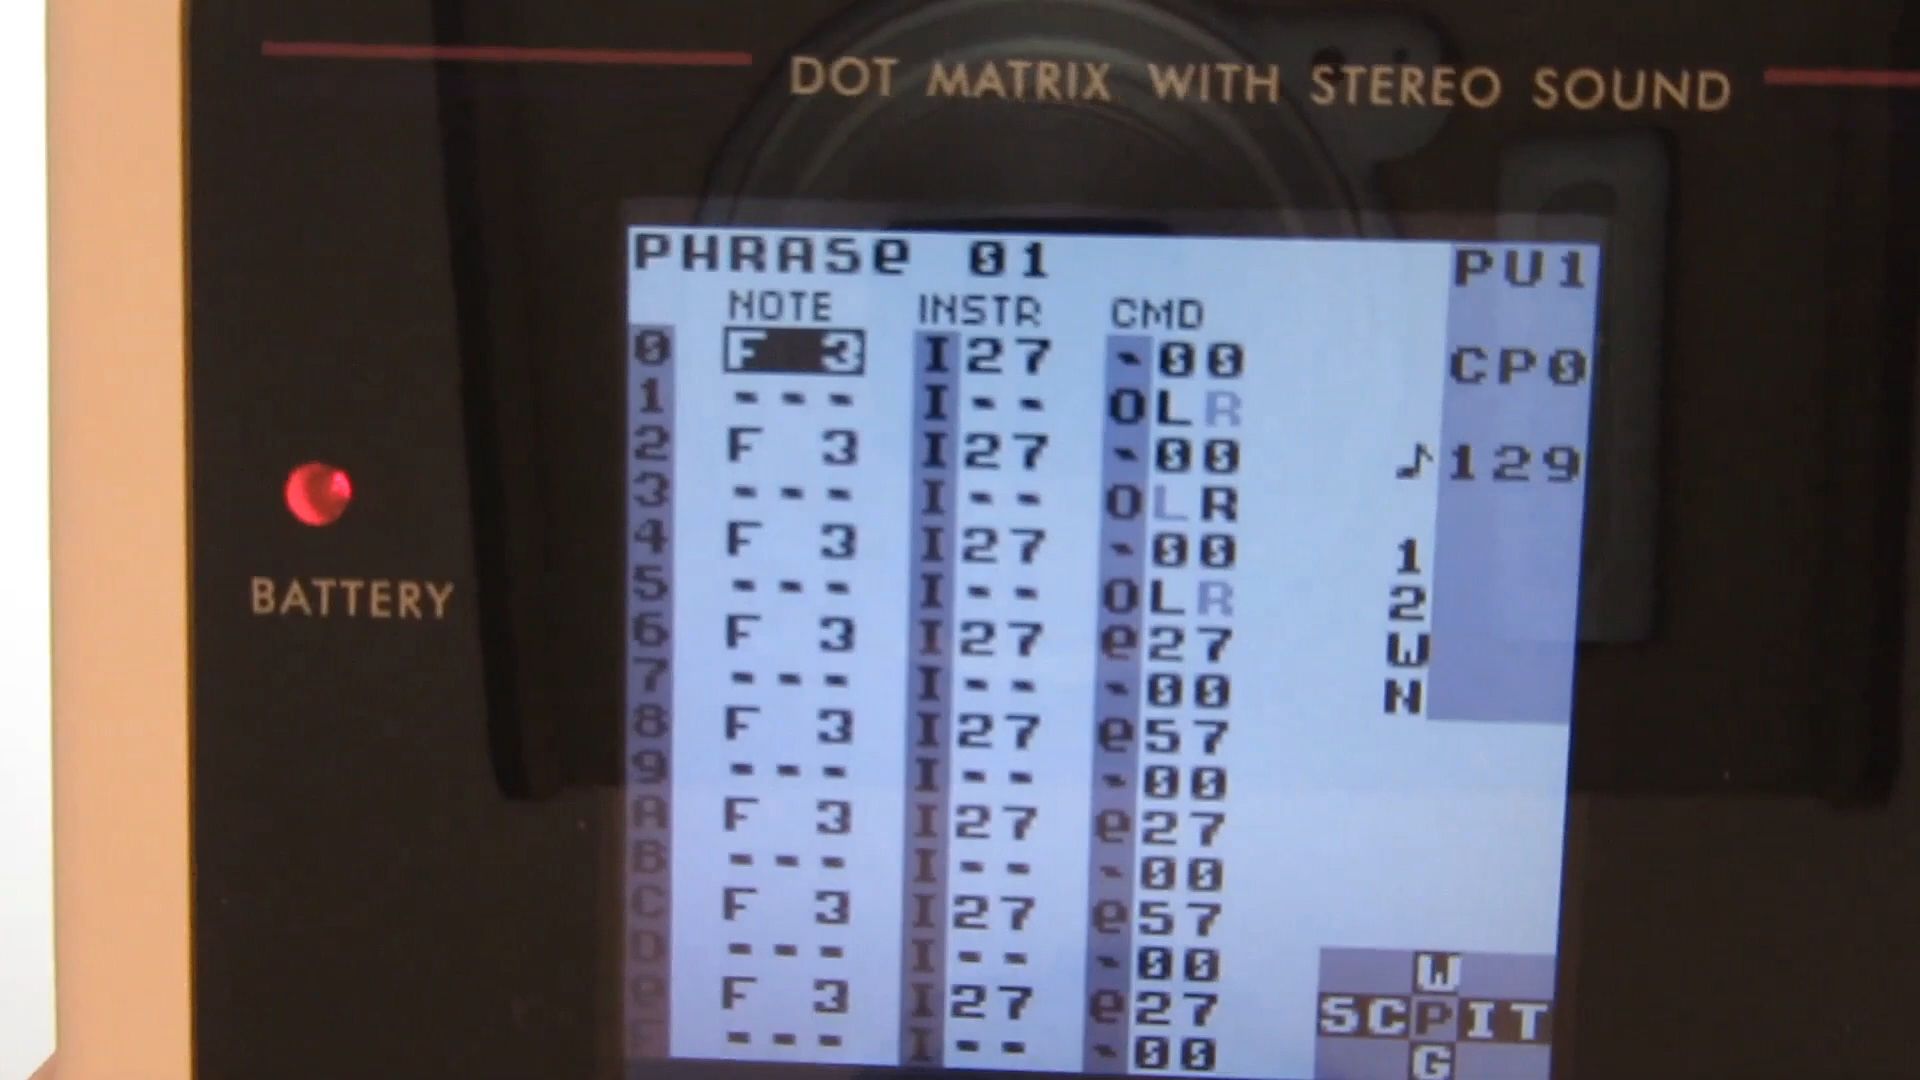 DOT MATRIX WITH STEREO SOUND
PHRASe 01 PU1
NOTE INSTR CMD
0 F 3 I27 -00 CP0
1 --- I-- OLR
2 F 3 I27 -00 ♪129
3 --- I-- OLR
4 F 3 I27 -00 1
5 --- I-- OLR 2
6 F 3 I27 e27 W
7 --- I-- -00 N
8 F 3 I27 e57
9 --- I-- -00
A F 3 I27 e27
B --- I-- -00
C F 3 I27 e57
D --- I-- -00 W
e F 3 I27 e27 SCPIT
--- I-- -00 G
BATTERY